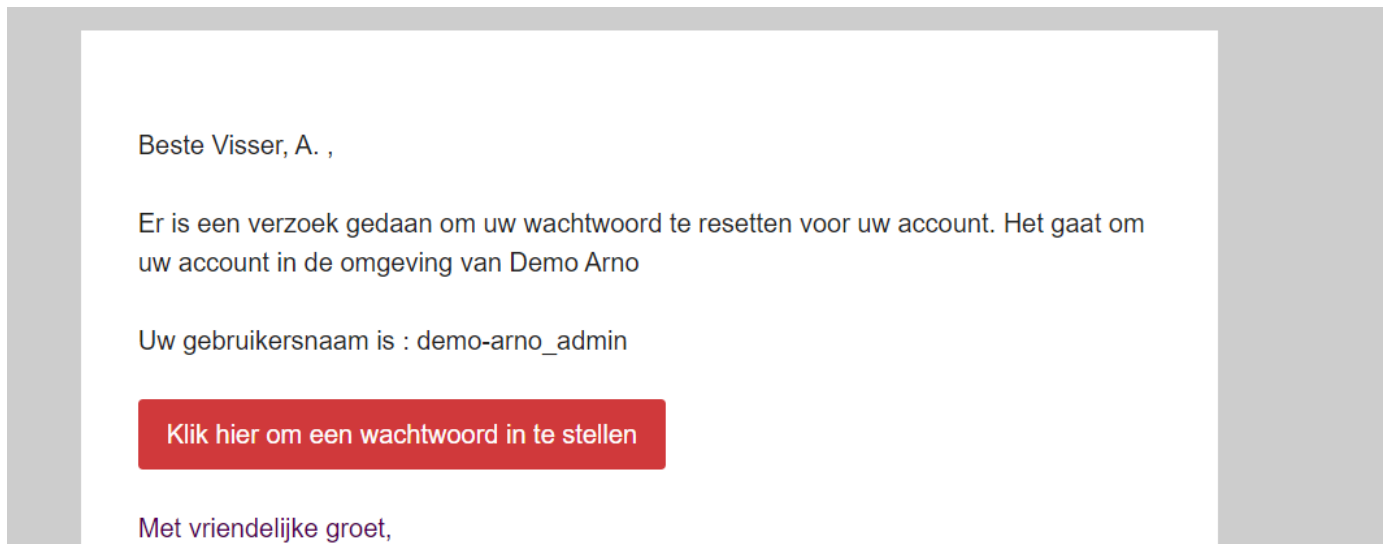 Beste Visser, A. ,
Er is een verzoek gedaan om uw wachtwoord te resetten voor uw account. Het gaat om
uw account in de omgeving van Demo Arno
Uw gebruikersnaam is : demo-arno_admin
Klik hier om een wachtwoord in te stellen
Met vriendelijke groet,